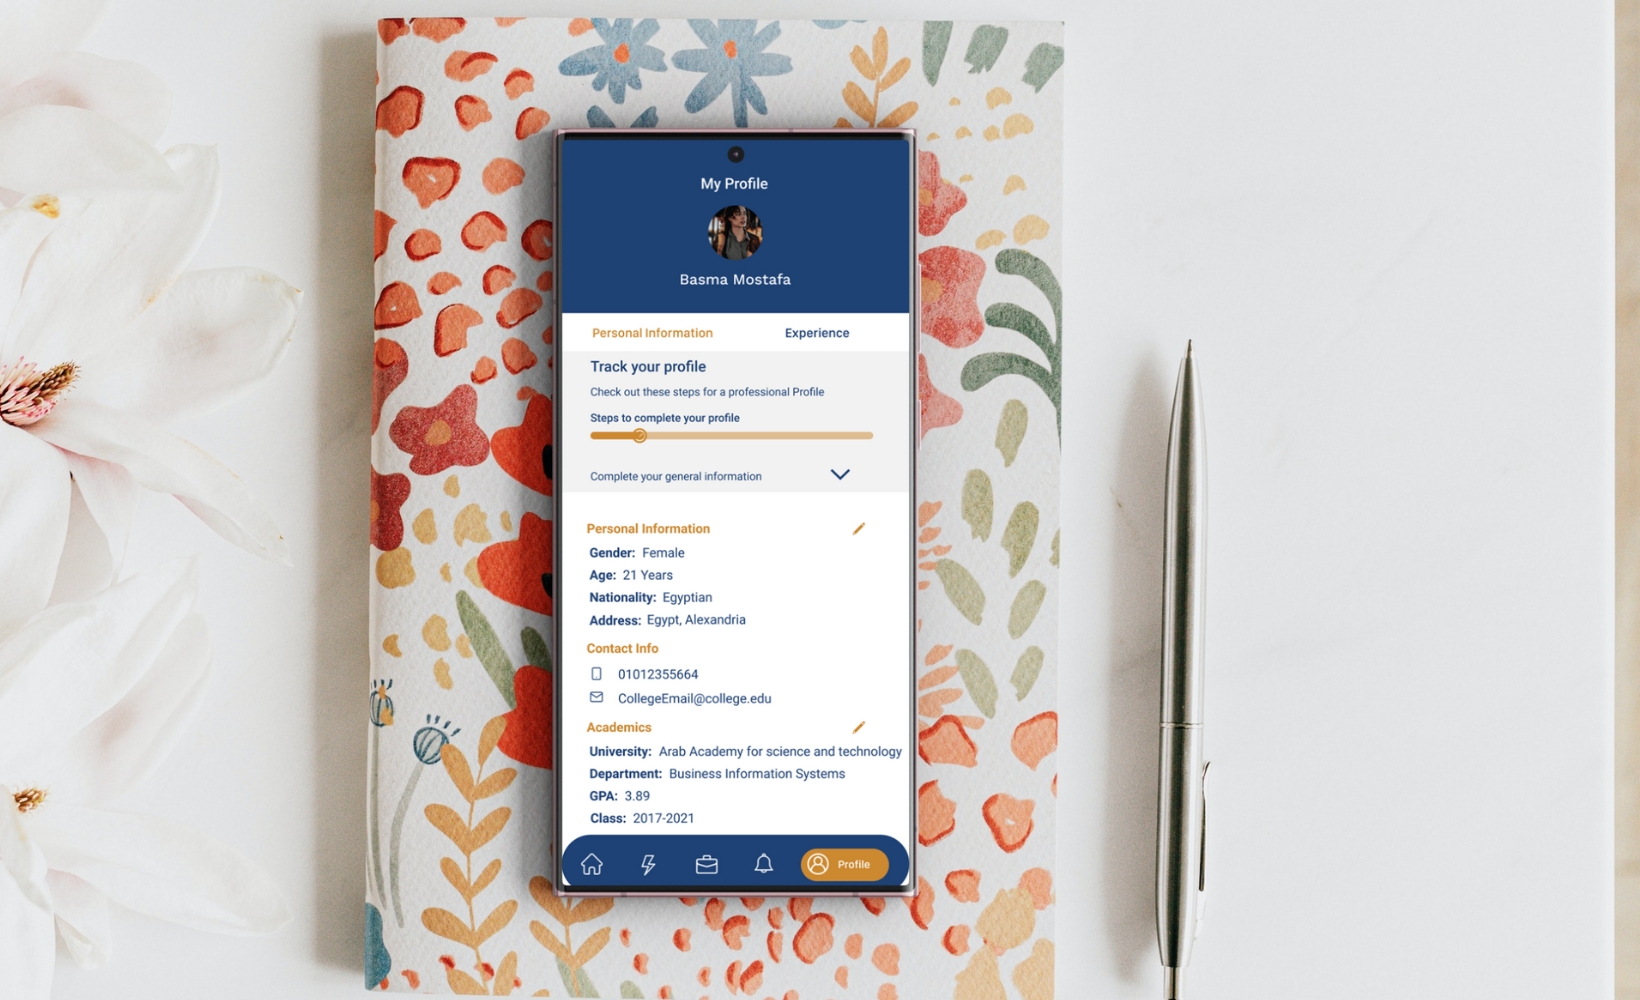 My Profile
Basma Mostafa
Personal Information Experience
Track your profile
Check out these steps for a professional Profile
Steps to complete your profile
Complete your general information
Personal Information
Gender: Female
Age: 21 Years
Nationality: Egyptian
Address: Egypt, Alexandria
Contact Info
01012355664
CollegeEmail@college.edu
Academics
University: Arab Academy for science and technology
Department: Business Information Systems
GPA: 3.89
Class: 2017-2021
Profile